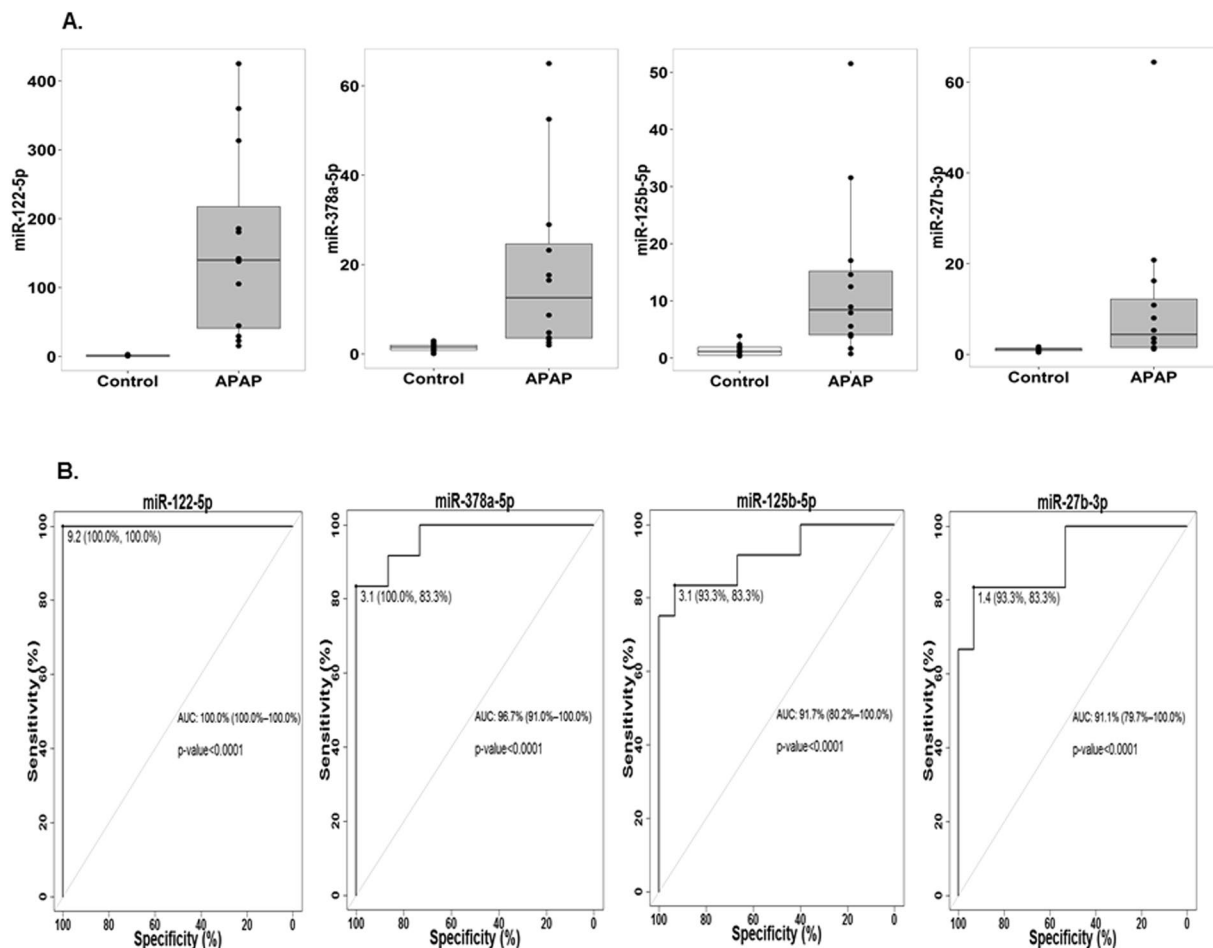 A.
miR-122-5p
400
300
200
100
0
Control APAP
miR-378a-5p
60
40
20
0
Control APAP
miR-125b-5p
50
40
30
20
10
0
Control APAP
miR-27b-3p
60
40
20
0
Control APAP
B.
miR-122-5p
Sensitivity (%)
100
80
60
40
20
0
9.2 (100.0%, 100.0%)
AUC: 100.0% (100.0%–100.0%)
p-value<0.0001
100 80 60 40 20 0
Specificity (%)
miR-378a-5p
Sensitivity (%)
100
80
60
40
20
0
3.1 (100.0%, 83.3%)
AUC: 96.7% (91.0%–100.0%)
p-value<0.0001
100 80 60 40 20 0
Specificity (%)
miR-125b-5p
Sensitivity (%)
100
80
60
40
20
0
3.1 (93.3%, 83.3%)
AUC: 91.7% (80.2%–100.0%)
p-value<0.0001
100 80 60 40 20 0
Specificity (%)
miR-27b-3p
Sensitivity (%)
100
80
60
40
20
0
1.4 (93.3%, 83.3%)
AUC: 91.1% (79.7%–100.0%)
p-value<0.0001
100 80 60 40 20 0
Specificity (%)